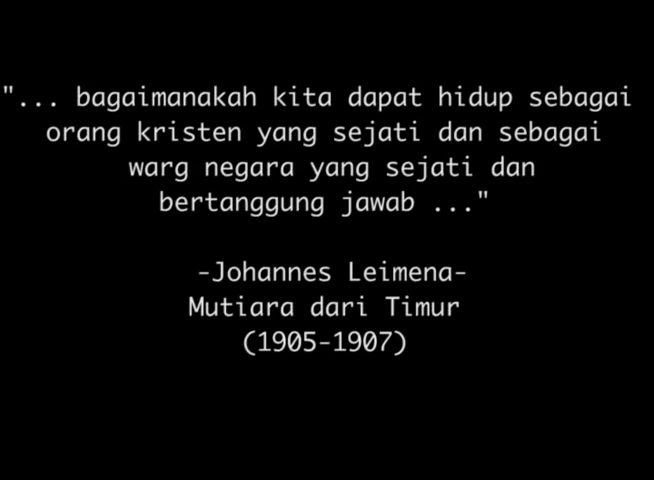 "... bagaimanakah kita dapat hidup sebagai
orang kristen yang sejati dan sebagai
warg negara yang sejati dan
bertanggung jawab ..."
-Johannes Leimena-
Mutiara dari Timur
(1905-1907)